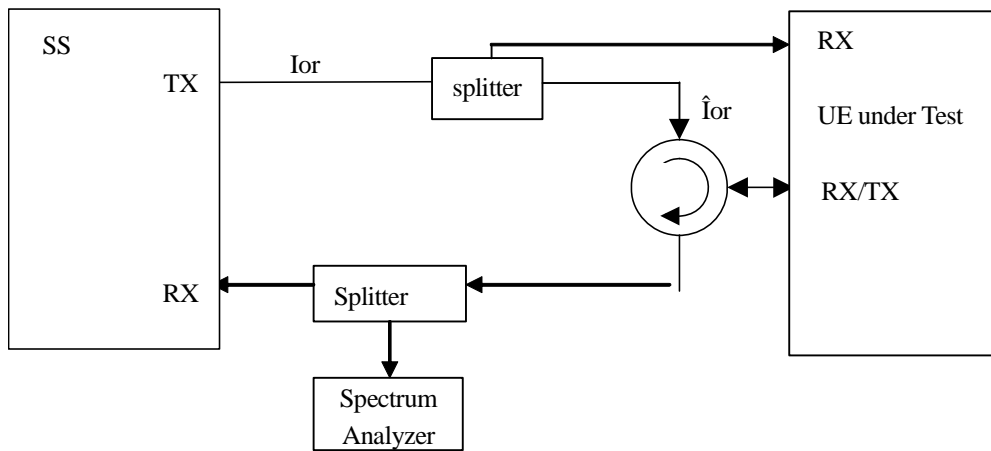 SS
RX
Ior
TX
splitter
Îor
UE under Test
RX/TX
RX
Splitter
Spectrum
Analyzer